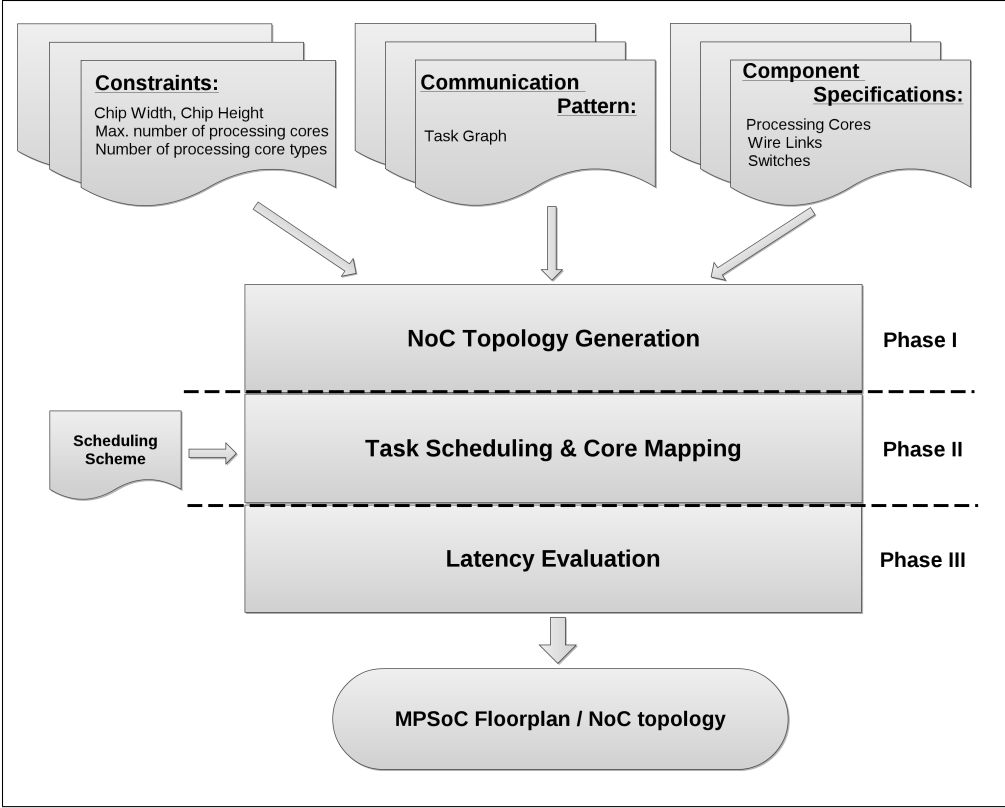 Constraints:
Chip Width, Chip Height
Max. number of processing cores
Number of processing core types
Communication
Pattern:
Task Graph
Component
Specifications:
Processing Cores
Wire Links
Switches
NoC Topology Generation
Phase I
Scheduling
Scheme
Task Scheduling & Core Mapping
Phase II
Latency Evaluation
Phase III
MPSoC Floorplan / NoC topology